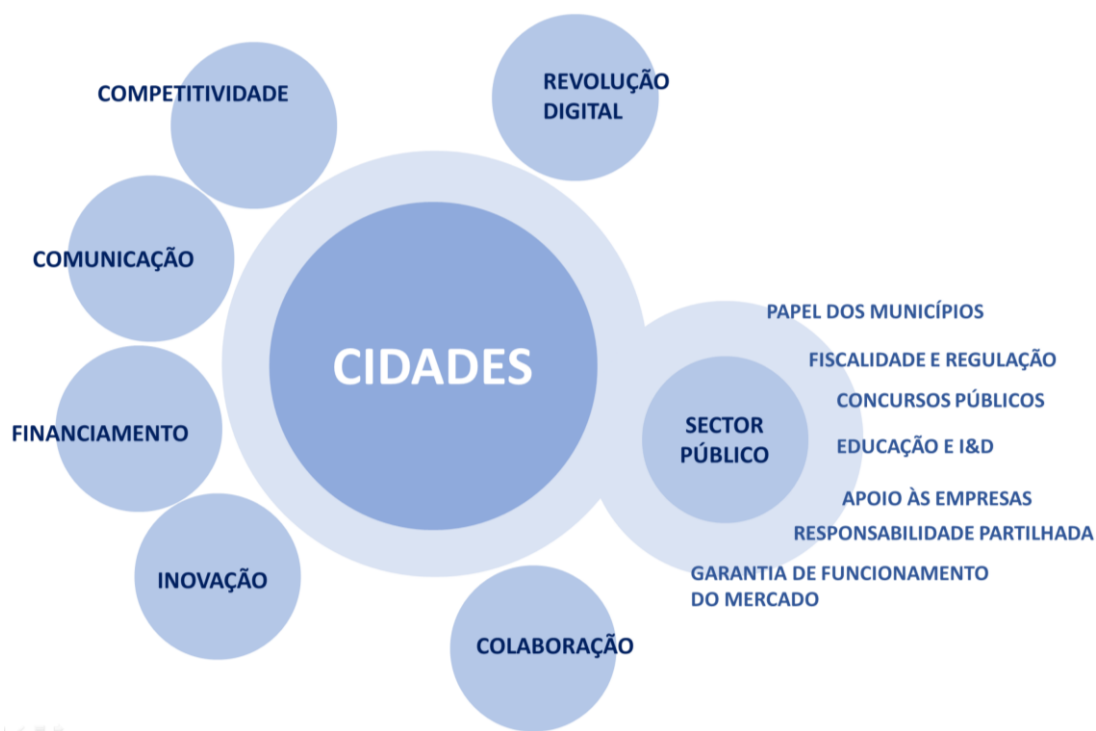 COMPETITIVIDADE
REVOLUÇÃO
DIGITAL
COMUNICAÇÃO
FINANCIAMENTO
INOVAÇÃO
COLABORAÇÃO
CIDADES
SECTOR
PÚBLICO
PAPEL DOS MUNICÍPIOS
FISCALIDADE E REGULAÇÃO
CONCURSOS PÚBLICOS
EDUCAÇÃO E I&D
APOIO ÀS EMPRESAS
RESPONSABILIDADE PARTILHADA
GARANTIA DE FUNCIONAMENTO
DO MERCADO